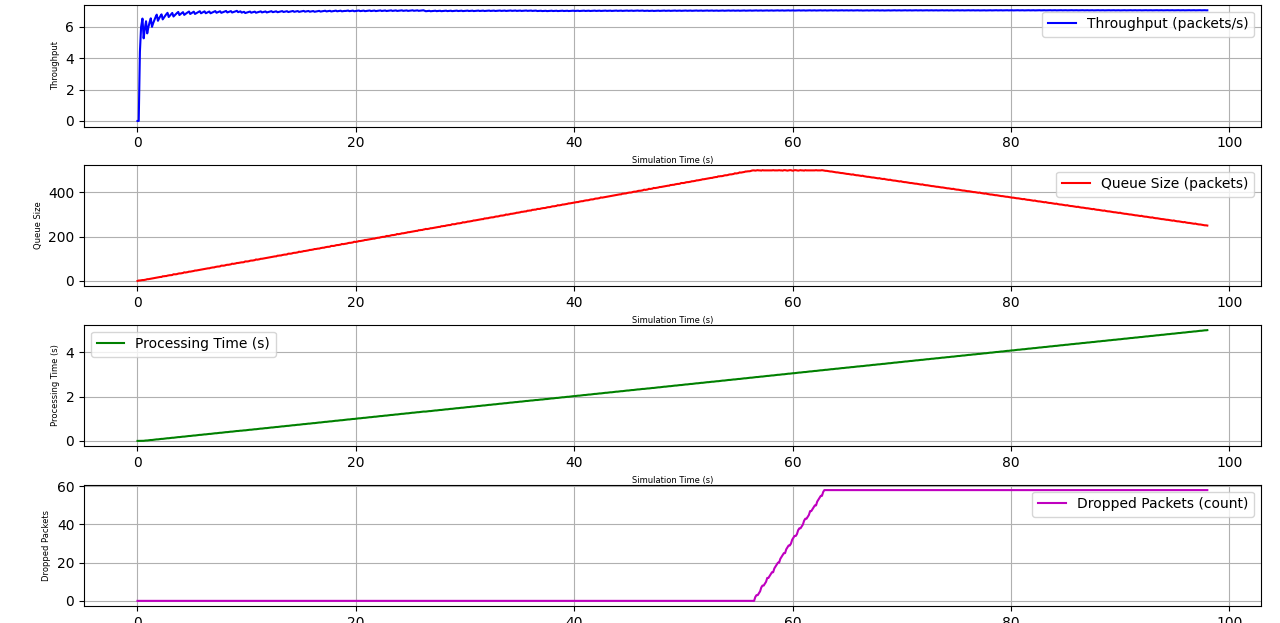 Throughput
6
4
2
0
Throughput (packets/s)
0 20 40 60 80 100
Simulation Time (s)
Queue Size
400
200
0
Queue Size (packets)
0 20 40 60 80 100
Simulation Time (s)
Processing Time (s)
4
2
0
Processing Time (s)
0 20 40 60 80 100
Simulation Time (s)
Dropped Packets
60
40
20
0
Dropped Packets (count)
0 20 40 60 80 100